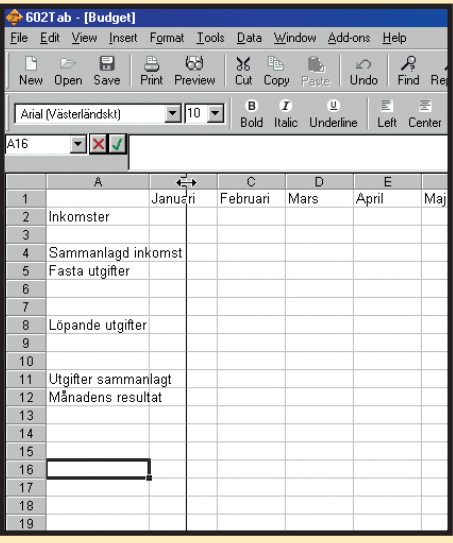 602Tab - [Budget]
File Edit View Insert Format Tools Data Window Add-ons Help
New Open Save Print Preview Cut Copy Paste Undo Find
Arial (Västerländskt) 10 B I U
Bold Italic Underline Left Center
A16
A C D E
1 Januari Februari Mars April Maj
2 Inkomster
3
4 Sammanlagd inkomst
5 Fasta utgifter
6
7
8 Löpande utgifter
9
10
11 Utgifter sammanlagt
12 Månadens resultat
13
14
15
16
17
18
19